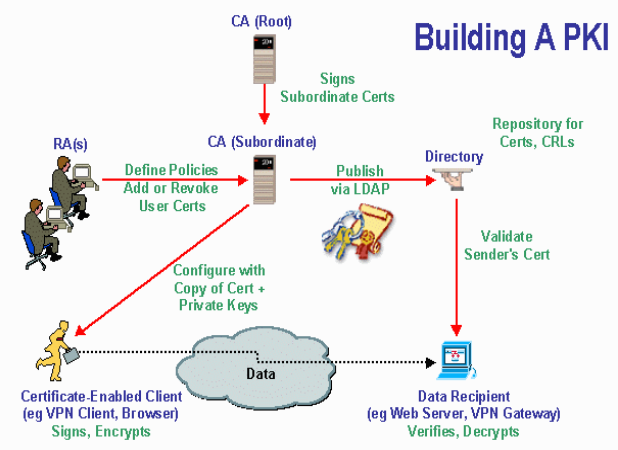 Building A PKI
CA (Root)
Signs
Subordinate Certs
RA(s)
Define Policies
Add or Revoke
User Certs
CA (Subordinate)
Publish
via LDAP
Directory
Repository for
Certs, CRLs
Validate
Sender's Cert
Configure with
Copy of Cert +
Private Keys
Data
Certificate-Enabled Client
(eg VPN Client, Browser)
Signs, Encrypts
Data Recipient
(eg Web Server, VPN Gateway)
Verifies, Decrypts